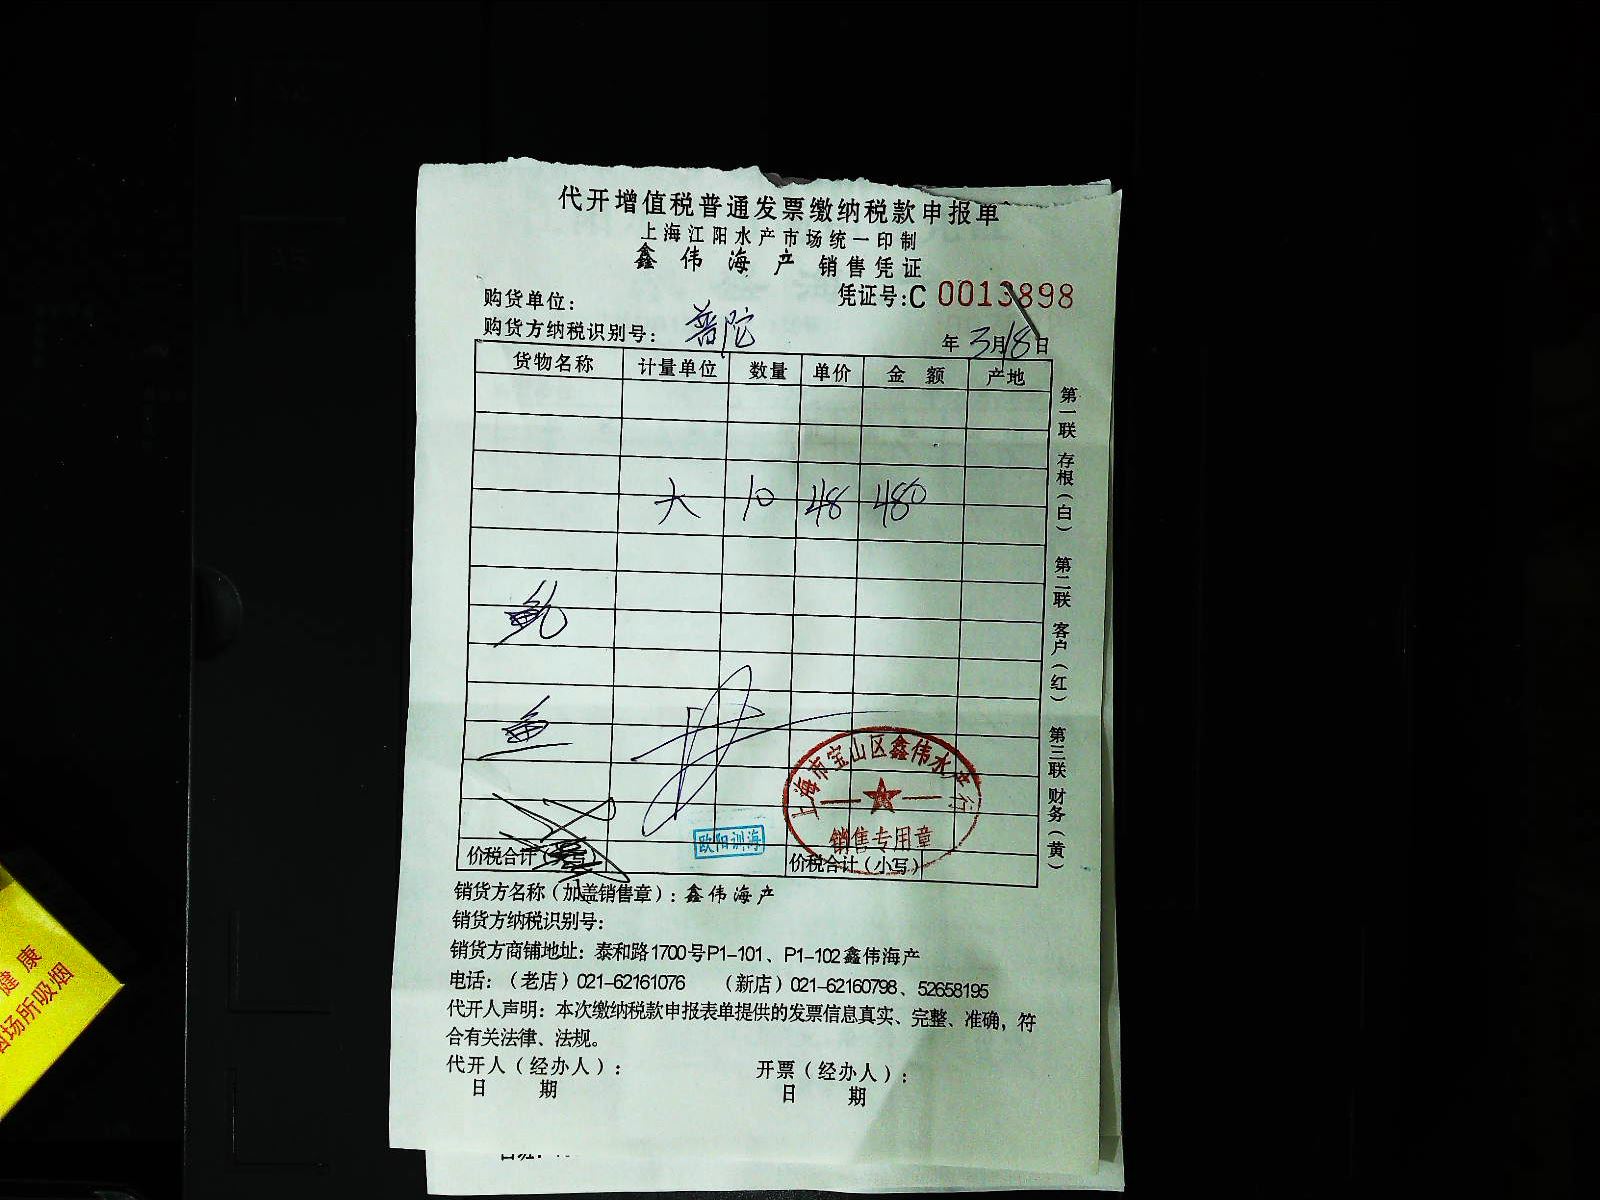 代开增值税普通发票缴纳税款申报单
上海江阳水产市场统一印制
鑫伟海产 销售凭证
购货单位：
凭证号：C 0013898
购货方纳税识别号：
普陀
年 3月18日
货物名称 计量单位 数量 单价 金额 产地
大 10 48 480
鲍
鱼
上海市宝山区鑫伟水产行
销售专用章
欧阳训海
价税合计（大写）
价税合计（小写）
第一联 存根（白） 第二联 客户（红） 第三联 财务（黄）
销货方名称（加盖销售章）：鑫伟海产
销货方纳税识别号：
销货方商铺地址：泰和路1700号P1-101、P1-102鑫伟海产
电话：（老店）021-62161076 （新店）021-62160798、52658195
代开人声明：本次缴纳税款申报表单提供的发票信息真实、完整、准确，符
合有关法律、法规。
代开人（经办人）： 开票（经办人）：
日 期 日 期
健康
场所吸烟